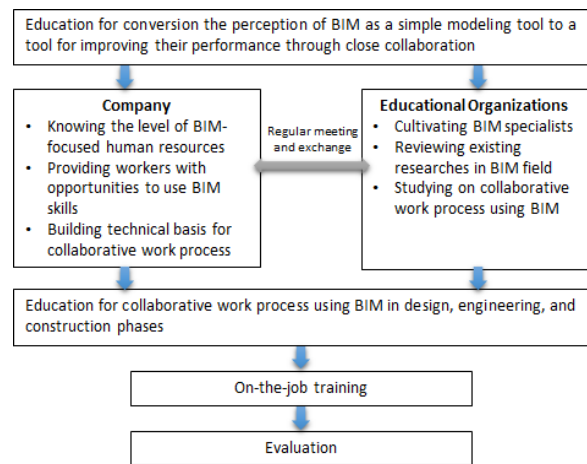 Education for conversion the perception of BIM as a simple modeling tool to a
tool for improving their performance through close collaboration
Company
• Knowing the level of BIM-
focused human resources
• Providing workers with
opportunities to use BIM
skills
• Building technical basis for
collaborative work process
Regular meeting
and exchange
Educational Organizations
• Cultivating BIM specialists
• Reviewing existing
researches in BIM field
• Studying on collaborative
work process using BIM
Education for collaborative work process using BIM in design, engineering, and
construction phases
On-the-job training
Evaluation